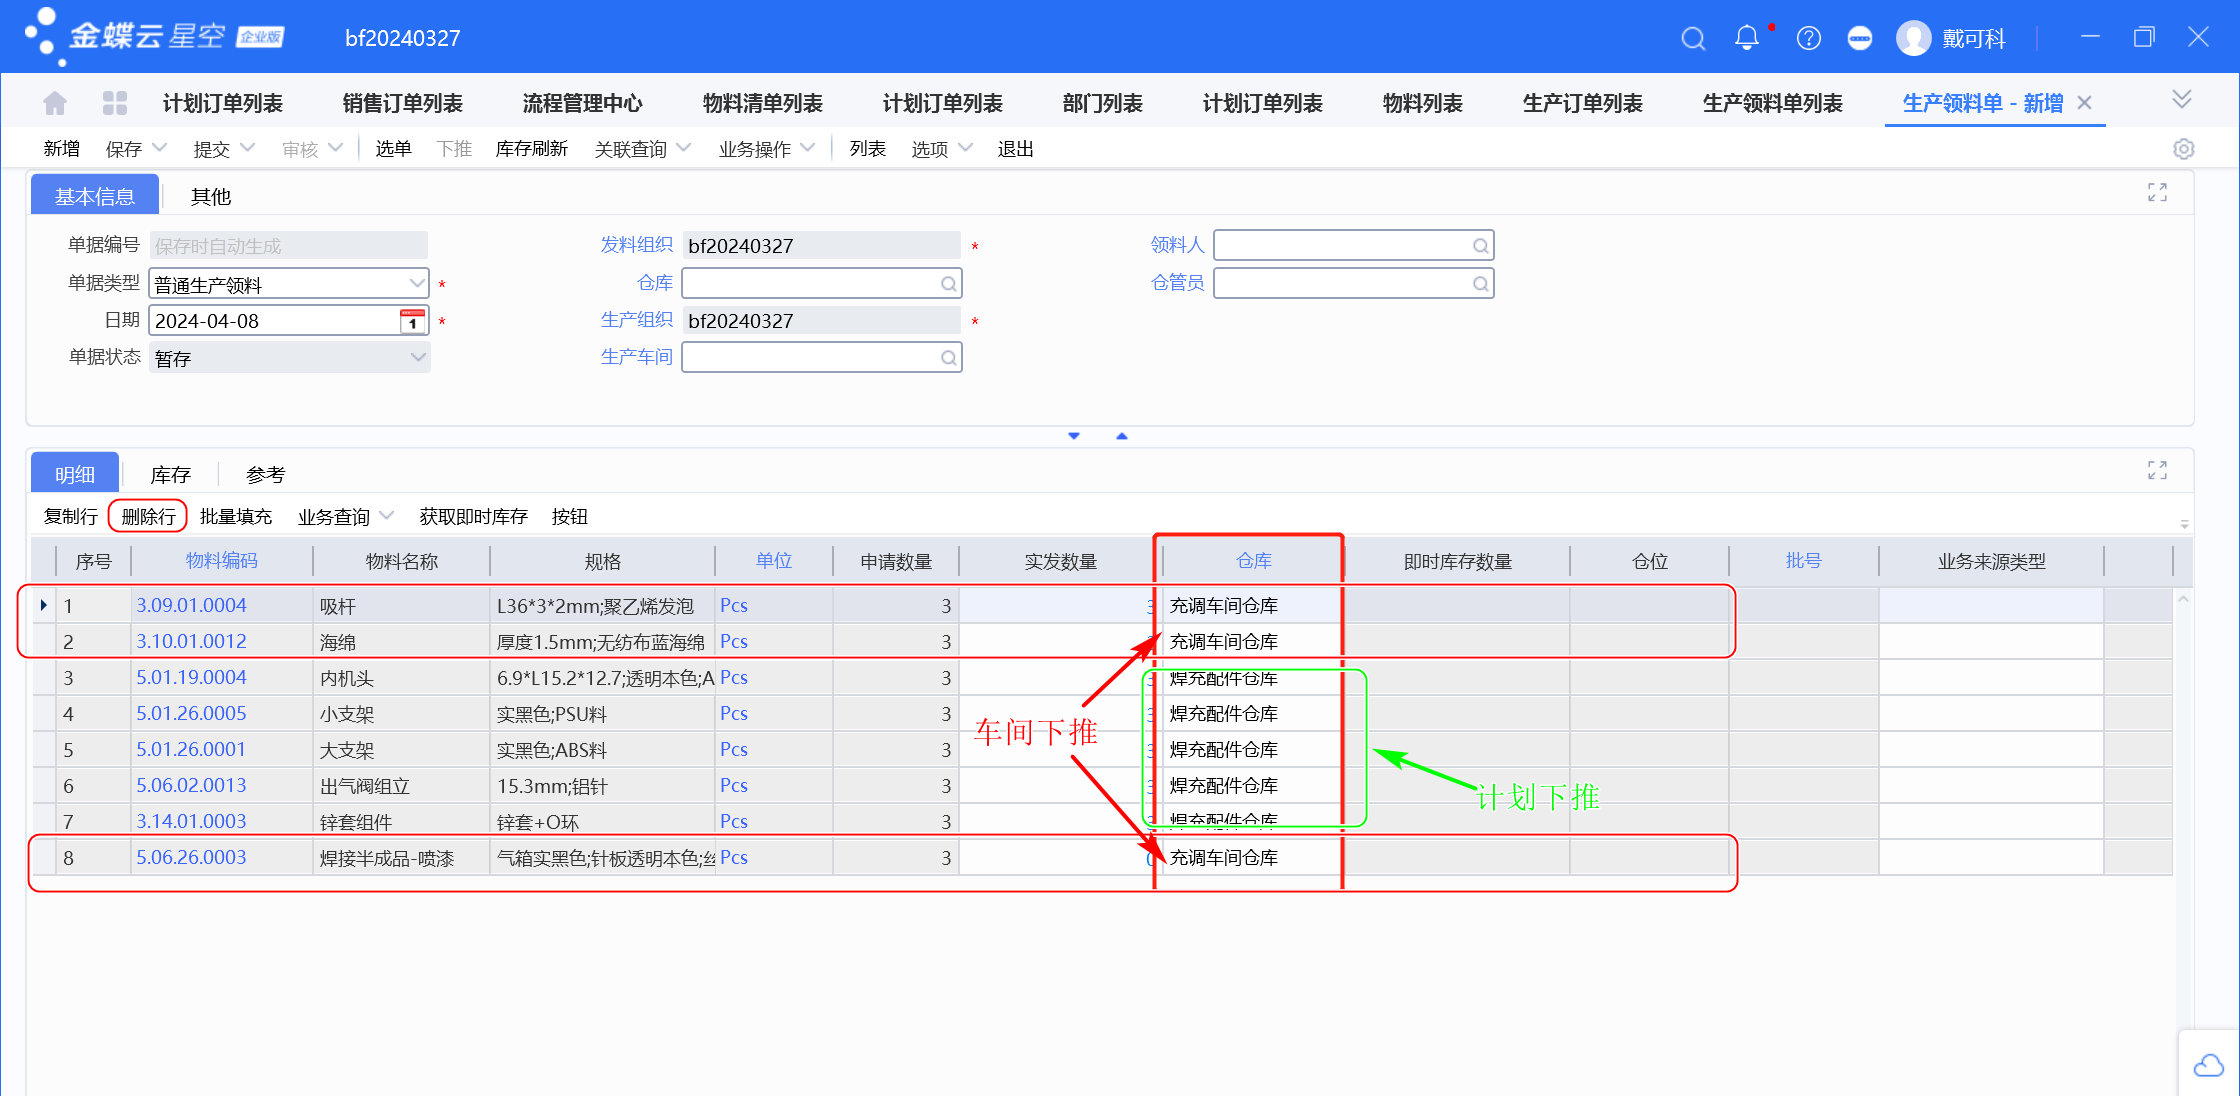 金蝶云 星空 企业版 bf20240327 戴可科
计划订单列表 销售订单列表 流程管理中心 物料清单列表 计划订单列表 部门列表 计划订单列表 物料列表 生产订单列表 生产领料单列表 生产领料单 - 新增
新增 保存 提交 审核 选单 下推 库存刷新 关联查询 业务操作 列表 选项 退出
基本信息 其他
单据编号 保存时自动生成 发料组织 bf20240327 * 领料人
单据类型 普通生产领料 * 仓库 仓管员
日期 2024-04-08 1 * 生产组织 bf20240327 *
单据状态 暂存 生产车间
明细 库存 参考
复制行 删除行 批量填充 业务查询 获取即时库存 按钮
序号 物料编码 物料名称 规格 单位 申请数量 实发数量 仓库 即时库存数量 仓位 批号 业务来源类型
1 3.09.01.0004 吸杆 L36*3*2mm;聚乙烯发泡 Pcs 3 3 充调车间仓库
2 3.10.01.0012 海绵 厚度1.5mm;无纺布蓝海绵 Pcs 3 充调车间仓库
3 5.01.19.0004 内机头 6.9*L15.2*12.7;透明本色;A Pcs 3 3 焊充配件仓库
4 5.01.26.0005 小支架 实黑色;PSU料 Pcs 3 3 焊充配件仓库
车间下推
5 5.01.26.0001 大支架 实黑色;ABS料 Pcs 3 3 焊充配件仓库
6 5.06.02.0013 出气阀组立 15.3mm;铝针 Pcs 3 3 焊充配件仓库
计划下推
7 3.14.01.0003 锌套组件 锌套+O环 Pcs 3 3 焊充配件仓库
8 5.06.26.0003 焊接半成品-喷漆 气箱实黑色;针板透明本色;丝 Pcs 3 0 充调车间仓库